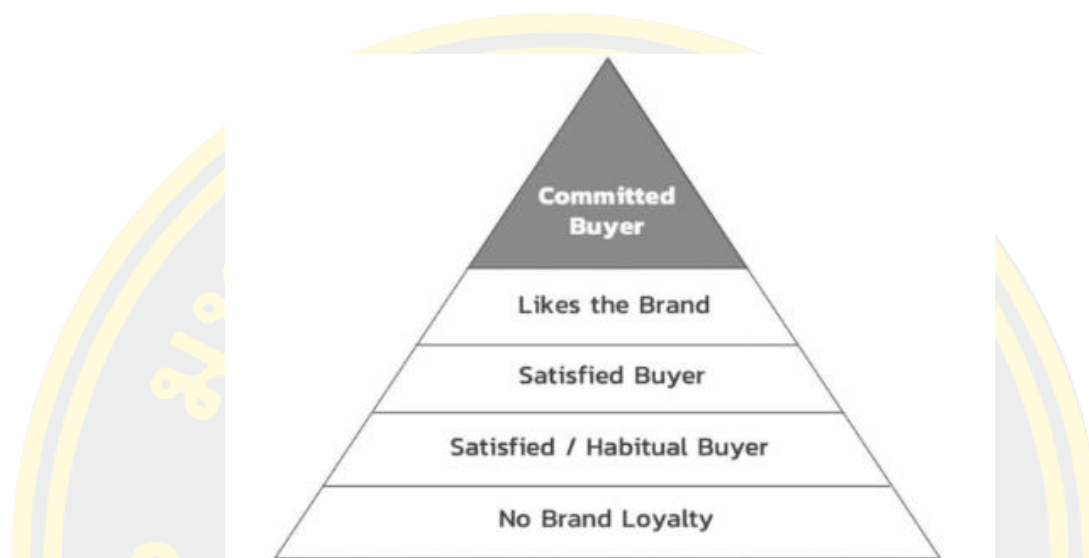 Committed
Buyer
Likes the Brand
Satisfied Buyer
Satisfied / Habitual Buyer
No Brand Loyalty